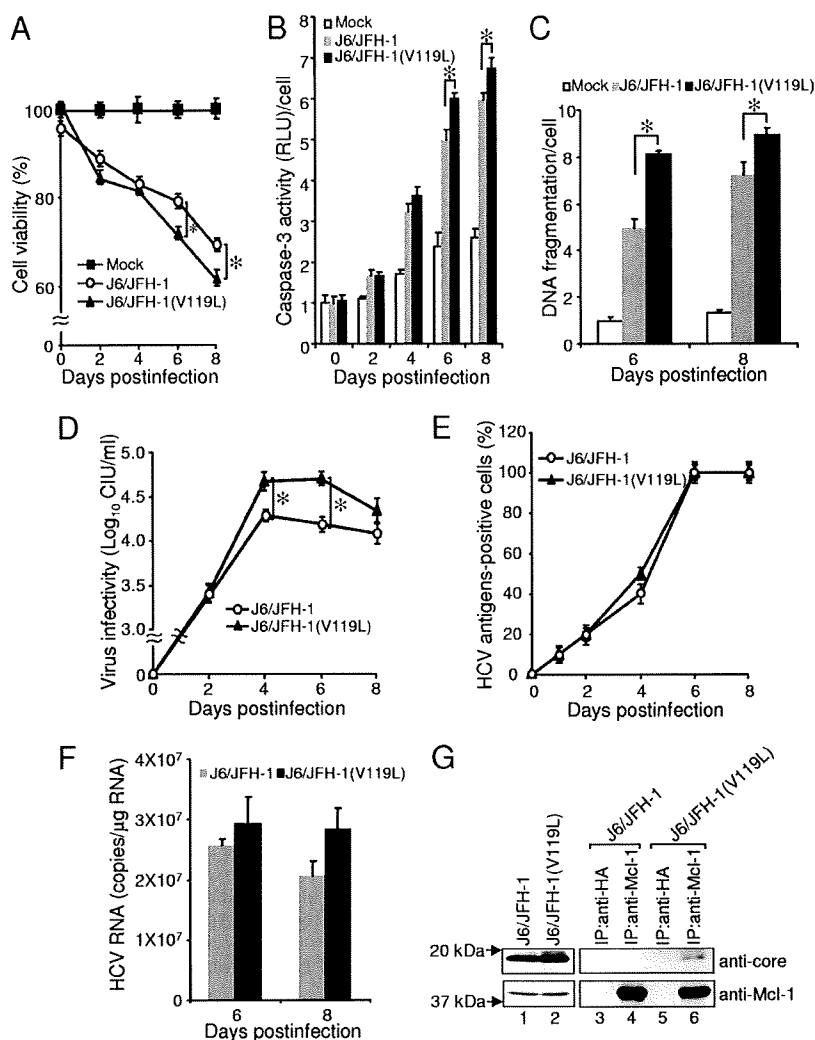 A
Cell viability (%)
100
80
60
0
Mock
J6/JFH-1
J6/JFH-1(V119L)
*
*
0 2 4 6 8
Days postinfection
B
Caspase-3 activity (RLU)/cell
8
7
6
5
4
3
2
1
0
Mock
J6/JFH-1
J6/JFH-1(V119L)
*
*
0 2 4 6 8
Days postinfection
C
Mock J6/JFH-1 J6/JFH-1(V119L)
DNA fragmentation/cell
10
8
6
4
2
0
*
*
6 8
Days postinfection
D
Virus infectivity (Log10 CIU/ml)
5.0
4.5
4.0
3.5
3.0
0
*
*
J6/JFH-1
J6/JFH-1(V119L)
0 2 4 6 8
Days postinfection
E
HCV antigens-positive cells (%)
120
100
80
60
40
20
0
J6/JFH-1
J6/JFH-1(V119L)
0 2 4 6 8
Days postinfection
F
HCV RNA (copies/µg RNA)
4X10⁷
3X10⁷
2X10⁷
1X10⁷
0
J6/JFH-1 J6/JFH-1(V119L)
6 8
Days postinfection
G
J6/JFH-1
J6/JFH-1(V119L)
J6/JFH-1
J6/JFH-1(V119L)
IP:anti-HA
IP:anti-Mcl-1
IP:anti-HA
IP:anti-Mcl-1
20 kDa
anti-core
37 kDa
anti-Mcl-1
1 2 3 4 5 6